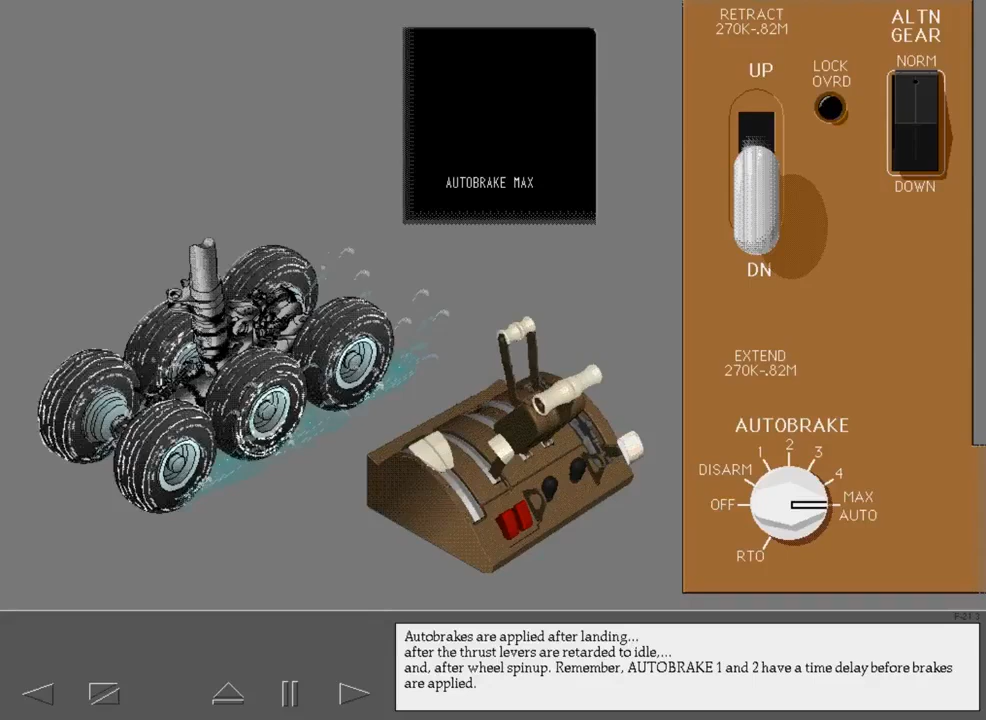 RETRACT
270K-.82M
ALTN
GEAR
UP
LOCK
OVRD
NORM
DOWN
AUTOBRAKE MAX
DN
EXTEND
270K-.82M
AUTOBRAKE
1 2 3 4
DISARM
MAX
AUTO
OFF
RTO
Autobrakes are applied after landing...
after the thrust levers are retarded to idle,...
and, after wheel spinup. Remember, AUTOBRAKE 1 and 2 have a time delay before brakes
are applied.